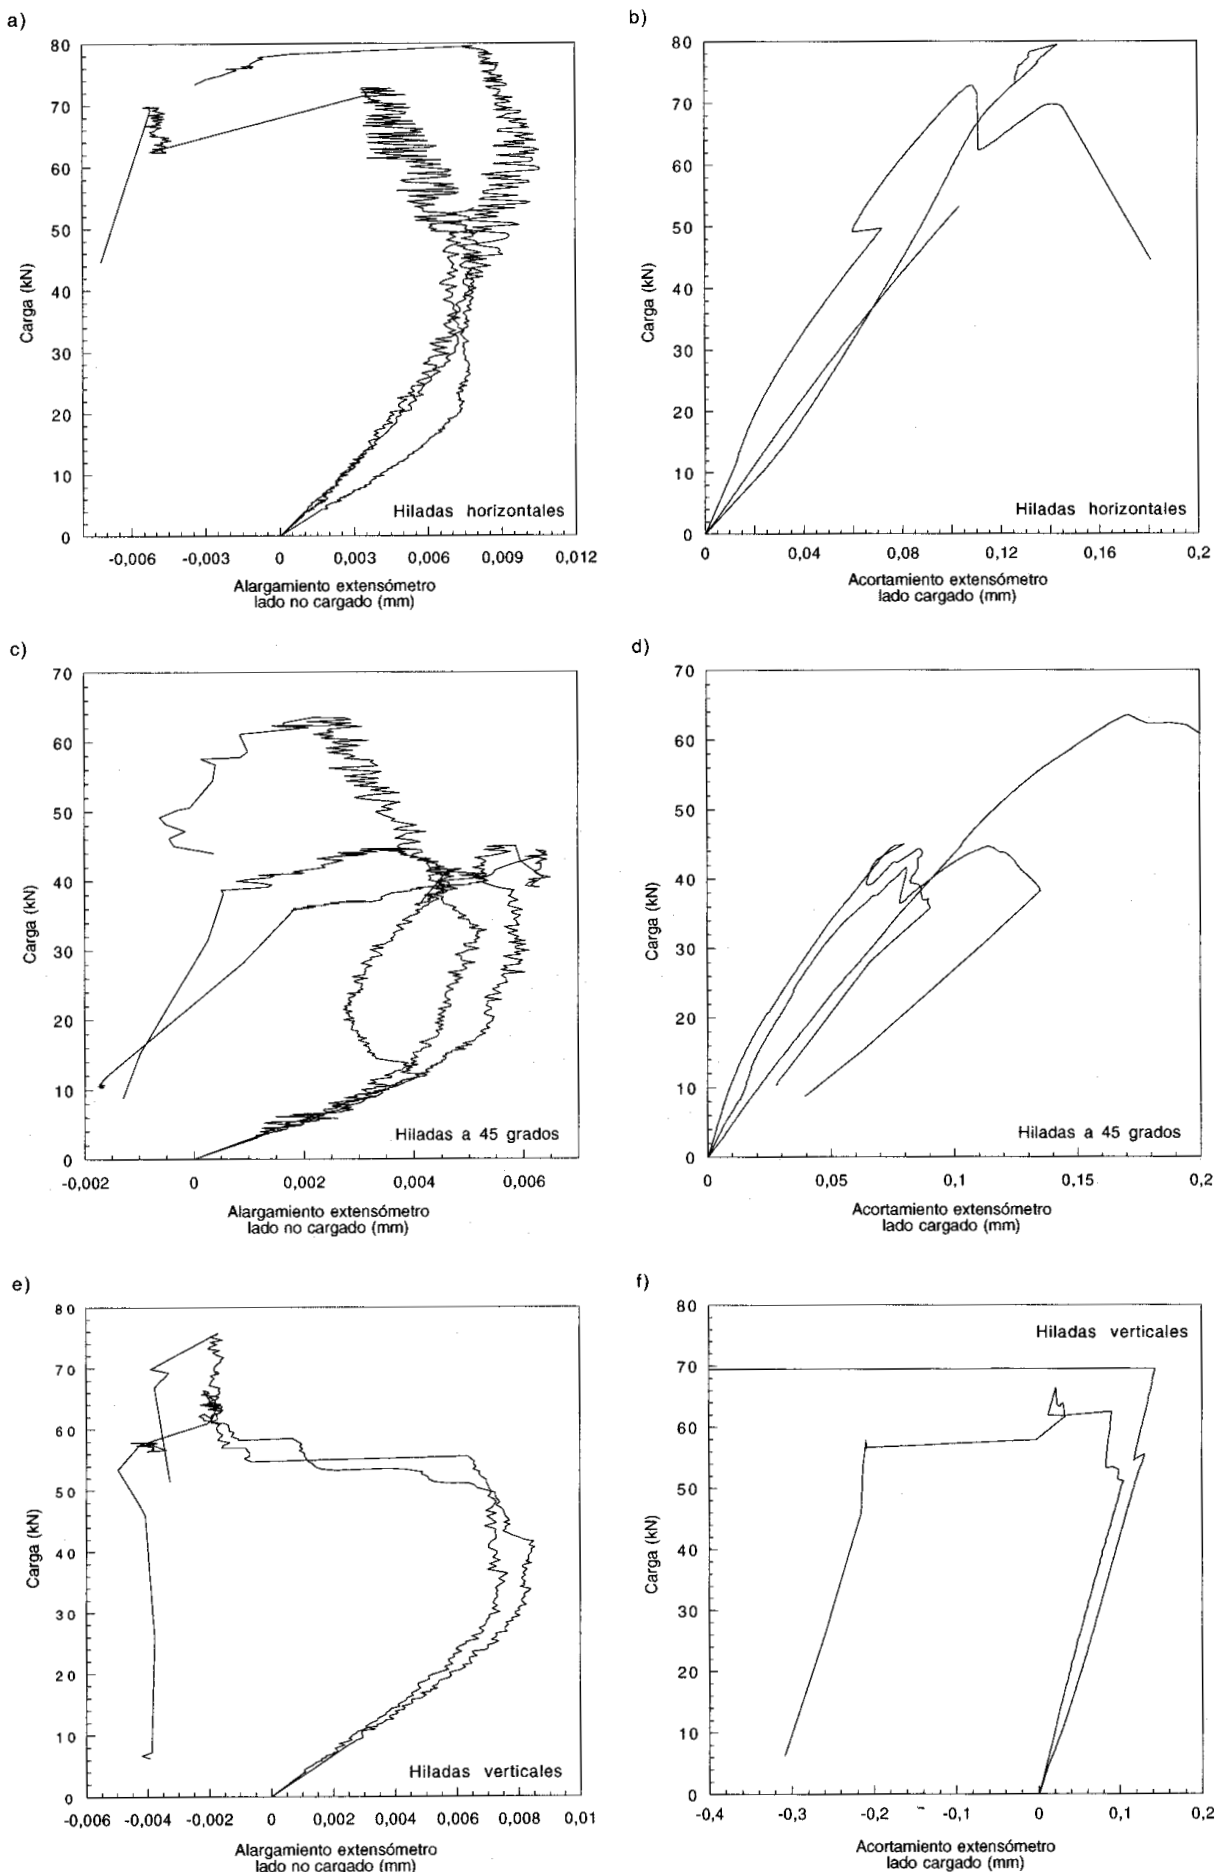 a)
80
70
60
50
40
30
20
10
0
Carga (kN)
Hiladas horizontales
-0,006 -0,003 0 0,003 0,006 0,009 0,012
Alargamiento extensómetro
lado no cargado (mm)
b)
80
70
60
50
40
30
20
10
0
Carga (kN)
Hiladas horizontales
0 0,04 0,08 0,12 0,16 0,2
Acortamiento extensómetro
lado cargado (mm)
c)
70
60
50
40
30
20
10
0
Carga (kN)
Hiladas a 45 grados
-0,002 0 0,002 0,004 0,006
Alargamiento extensómetro
lado no cargado (mm)
d)
70
60
50
40
30
20
10
0
Carga (kN)
Hiladas a 45 grados
0 0,05 0,1 0,15 0,2
Acortamiento extensómetro
lado cargado (mm)
e)
80
70
60
50
40
30
20
10
0
Carga (kN)
Hiladas verticales
-0,006 -0,004 -0,002 0 0,002 0,004 0,006 0,008 0,01
Alargamiento extensómetro
lado no cargado (mm)
f)
80
Hiladas verticales
70
60
50
40
30
20
10
0
Carga (kN)
-0,4 -0,3 -0,2 -0,1 0 0,1 0,2
Acortamiento extensómetro
lado cargado (mm)